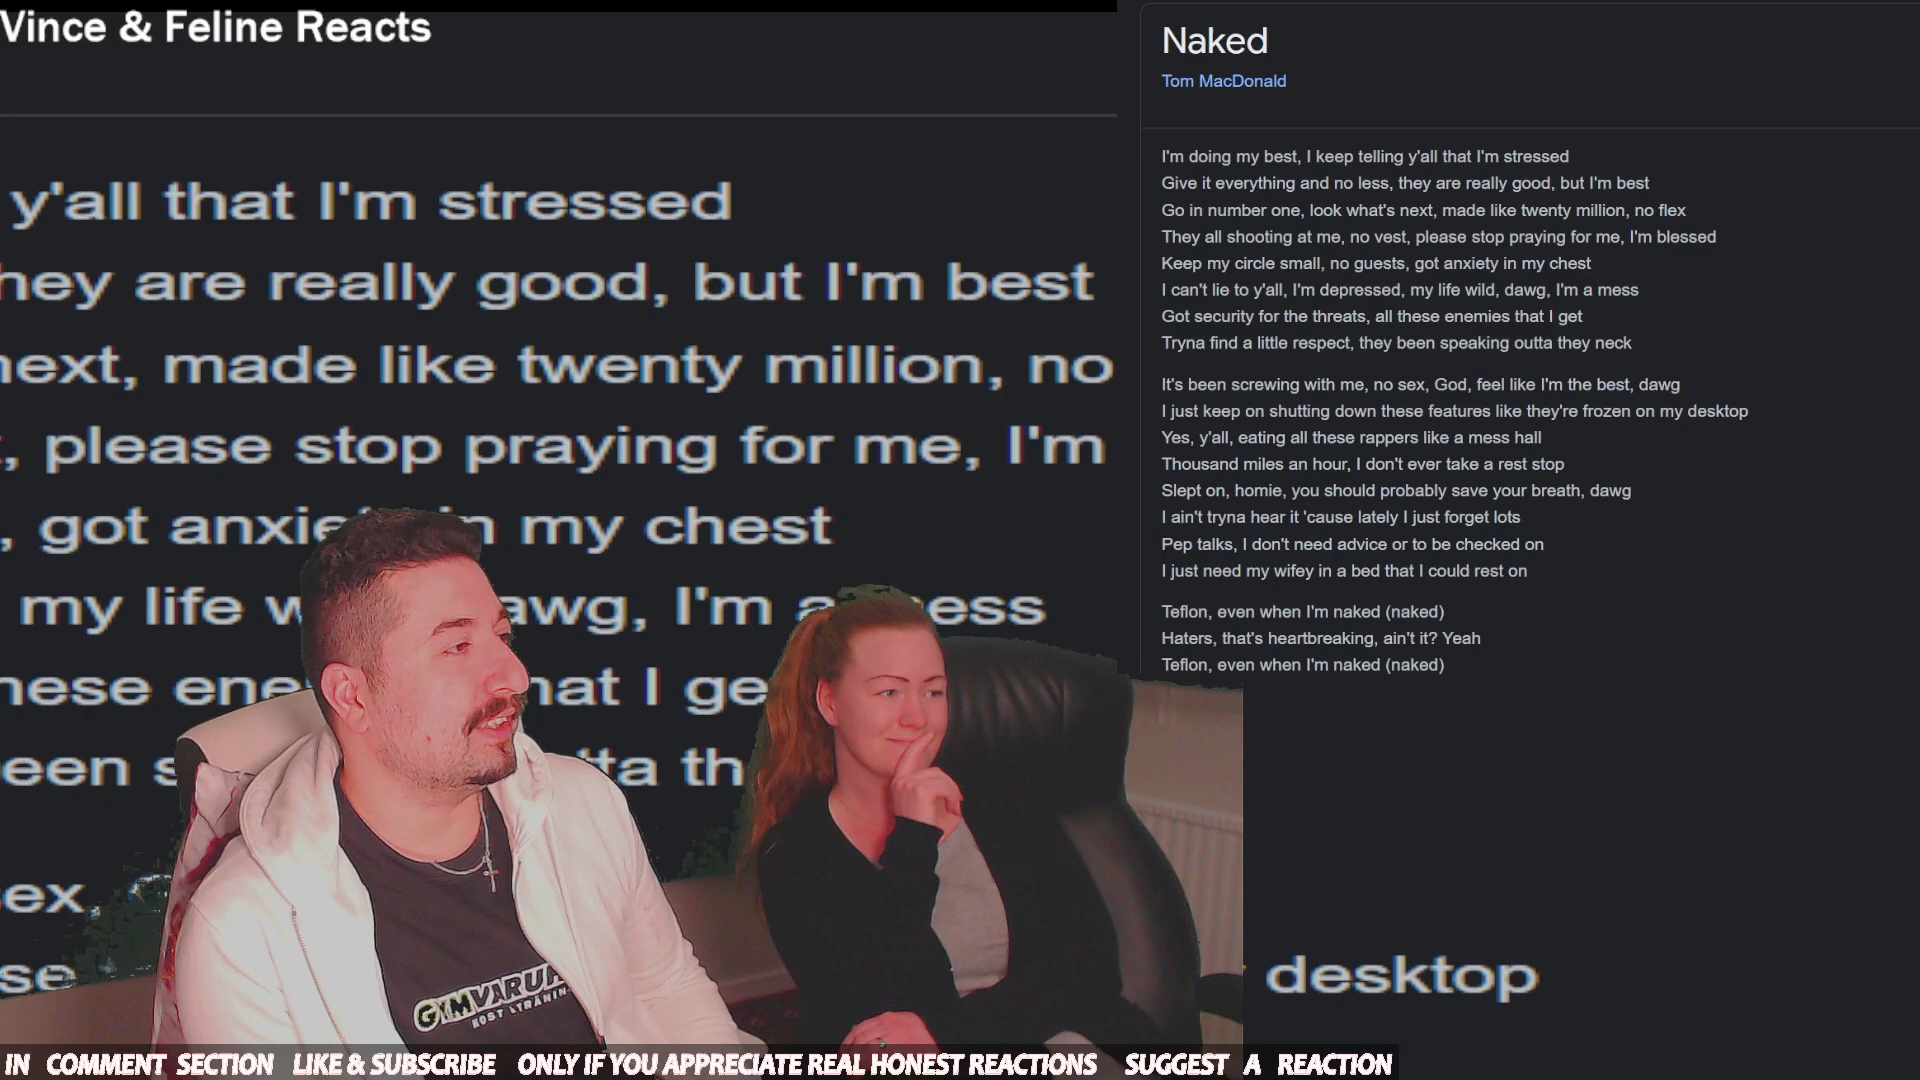 Vince & Feline Reacts
y'all that I'm stressed
hey are really good, but I'm best
next, made like twenty million, no
, please stop praying for me, I'm
, got anxie in my chest
my life w awg, I'm a ess
hese ene hat I ge
een s tta th
sex,
se
desktop
Naked
Tom MacDonald
I'm doing my best, I keep telling y'all that I'm stressed
Give it everything and no less, they are really good, but I'm best
Go in number one, look what's next, made like twenty million, no flex
They all shooting at me, no vest, please stop praying for me, I'm blessed
Keep my circle small, no guests, got anxiety in my chest
I can't lie to y'all, I'm depressed, my life wild, dawg, I'm a mess
Got security for the threats, all these enemies that I get
Tryna find a little respect, they been speaking outta they neck
It's been screwing with me, no sex, God, feel like I'm the best, dawg
I just keep on shutting down these features like they're frozen on my desktop
Yes, y'all, eating all these rappers like a mess hall
Thousand miles an hour, I don't ever take a rest stop
Slept on, homie, you should probably save your breath, dawg
I ain't tryna hear it 'cause lately I just forget lots
Pep talks, I don't need advice or to be checked on
I just need my wifey in a bed that I could rest on
Teflon, even when I'm naked (naked)
Haters, that's heartbreaking, ain't it? Yeah
Teflon, even when I'm naked (naked)
GYMVARU
KOST & TRÄNIN
IN COMMENT SECTION LIKE & SUBSCRIBE ONLY IF YOU APPRECIATE REAL HONEST REACTIONS SUGGEST A REACTION